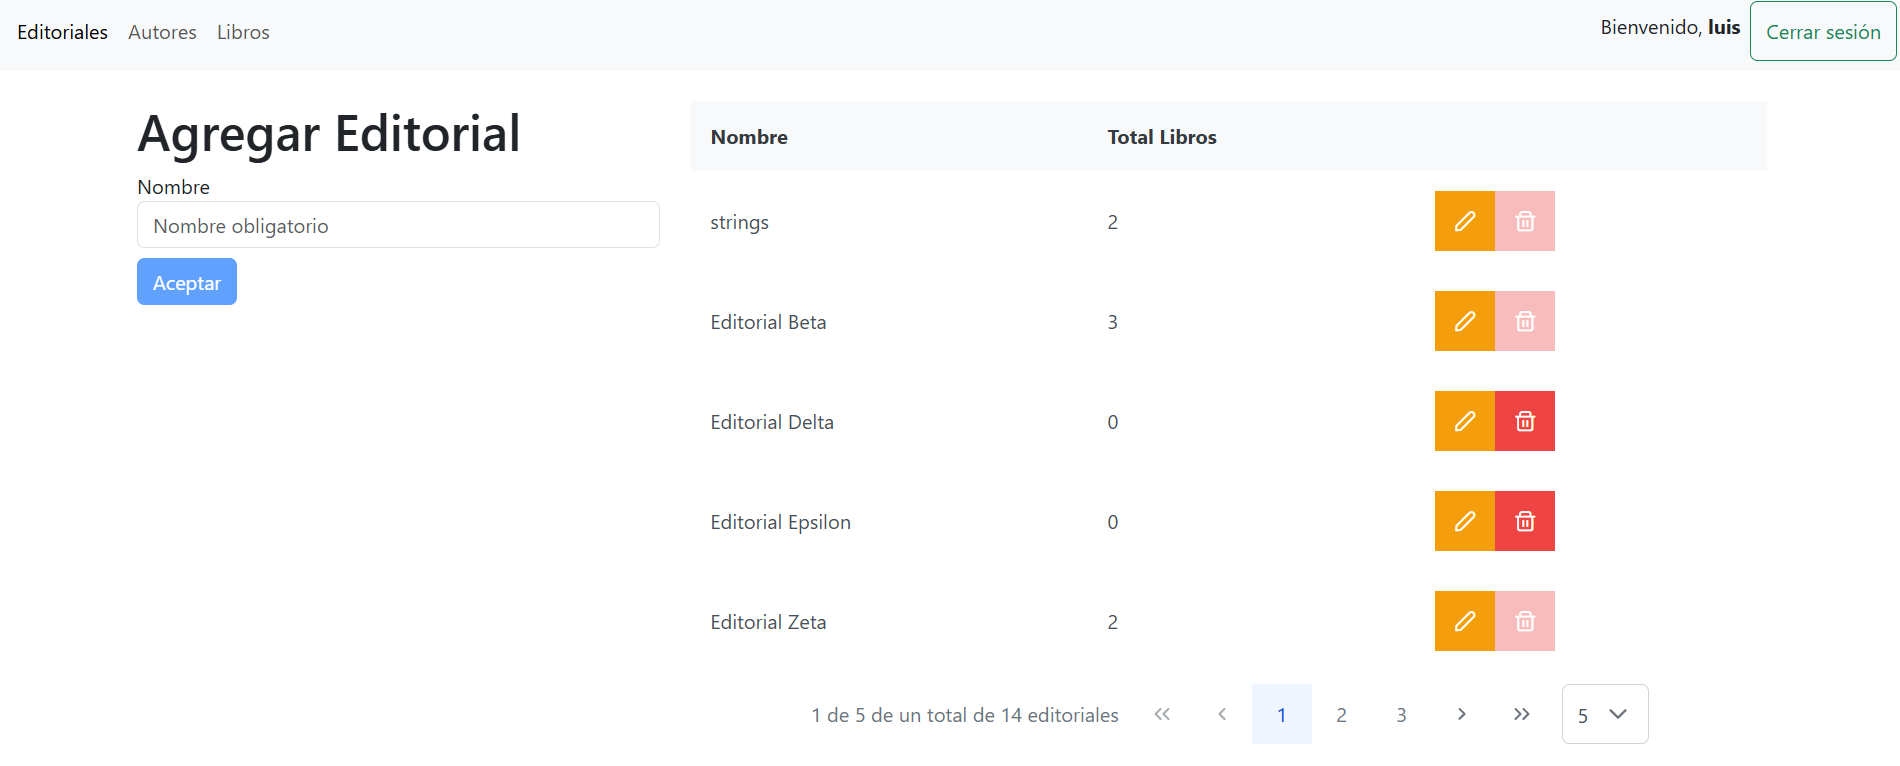 Editoriales Autores Libros Bienvenido, luis Cerrar sesión
Agregar Editorial
Nombre
Nombre obligatorio
Aceptar
Nombre Total Libros
strings 2
Editorial Beta 3
Editorial Delta 0
Editorial Epsilon 0
Editorial Zeta 2
1 de 5 de un total de 14 editoriales 1 2 3 5